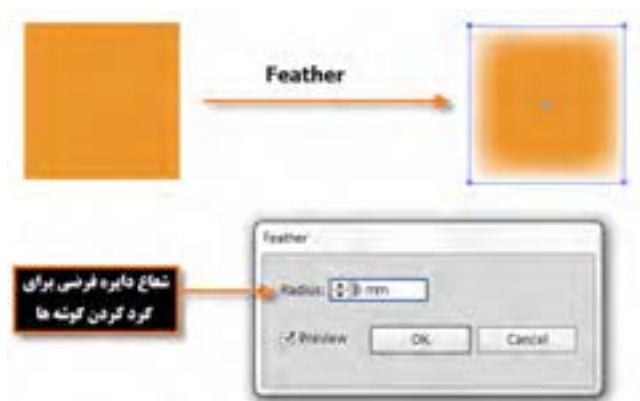 Feather
Feather
شعاع دایره فرضی برای
گرد کردن گوشه ها
Radius: mm
Preview OK Cancel